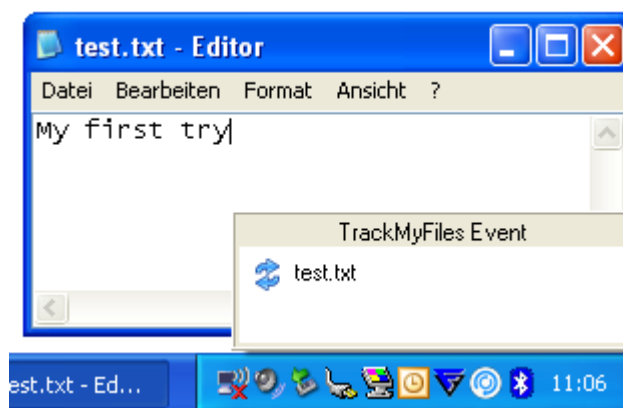 test.txt - Editor
Datei Bearbeiten Format Ansicht ?
My first try
TrackMyFiles Event
test.txt
est.txt - Ed...
11:06